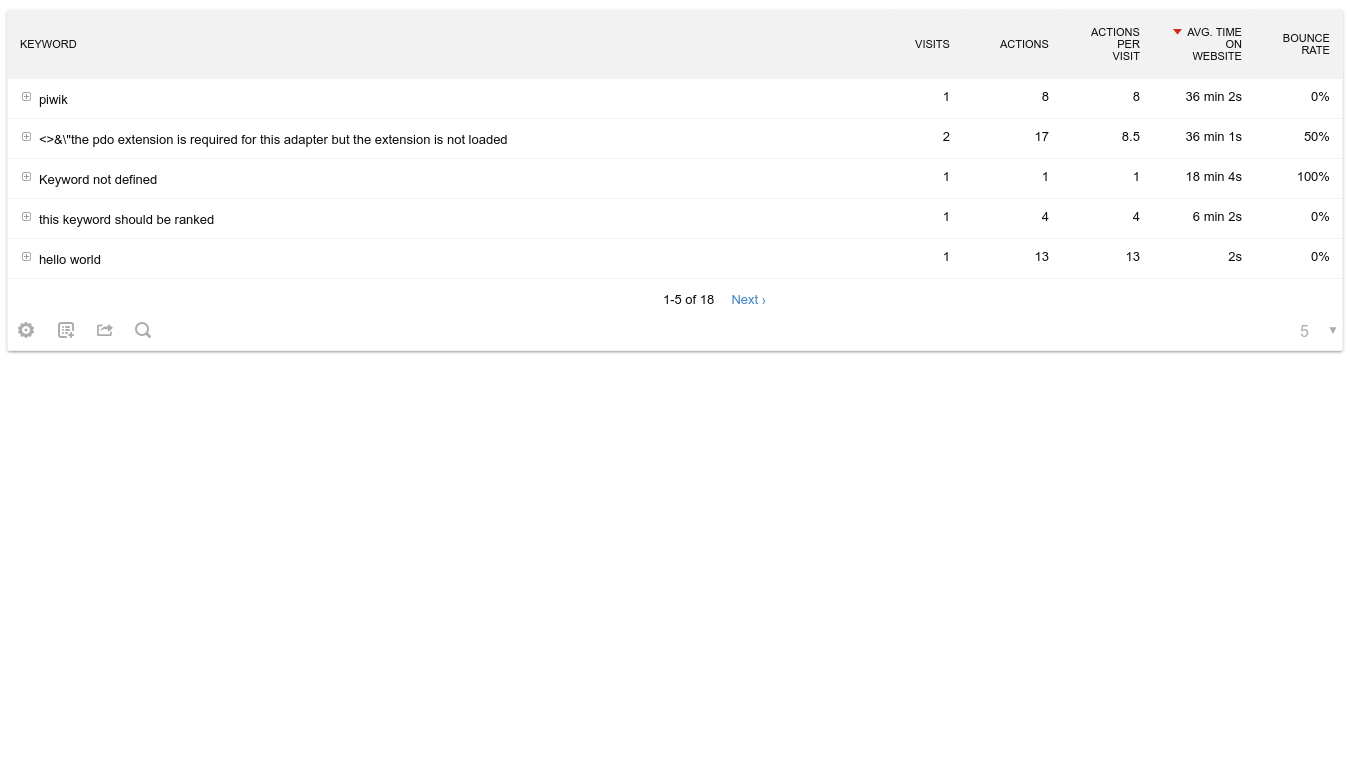 KEYWORD VISITS ACTIONS ACTIONS PER VISIT AVG. TIME ON WEBSITE BOUNCE RATE
piwik 1 8 8 36 min 2s 0%
<>&\"the pdo extension is required for this adapter but the extension is not loaded 2 17 8.5 36 min 1s 50%
Keyword not defined 1 1 1 18 min 4s 100%
this keyword should be ranked 1 4 4 6 min 2s 0%
hello world 1 13 13 2s 0%
1-5 of 18 Next ›
5